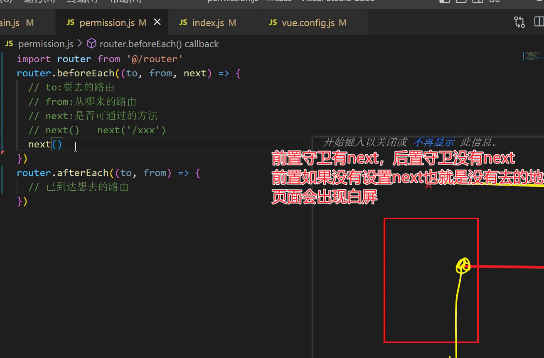 ain.js M
JS permission.js M ×
JS index.js M
JS vue.config.js M
JS permission.js > router.beforeEach() callback
import router from '@/router'
router.beforeEach((to, from, next) => {
// to:要去的路由
// from:从哪来的路由
// next:是否可通过的方法
// next() next('/xxx')
next()
})
router.afterEach((to, from) => {
// 已到达想去的路由
})
开始键入以关闭或 不再显示 此信息。
前置守卫有next，后置守卫没有next
前置如果没有设置next也就是没有去的地
页面会出现白屏